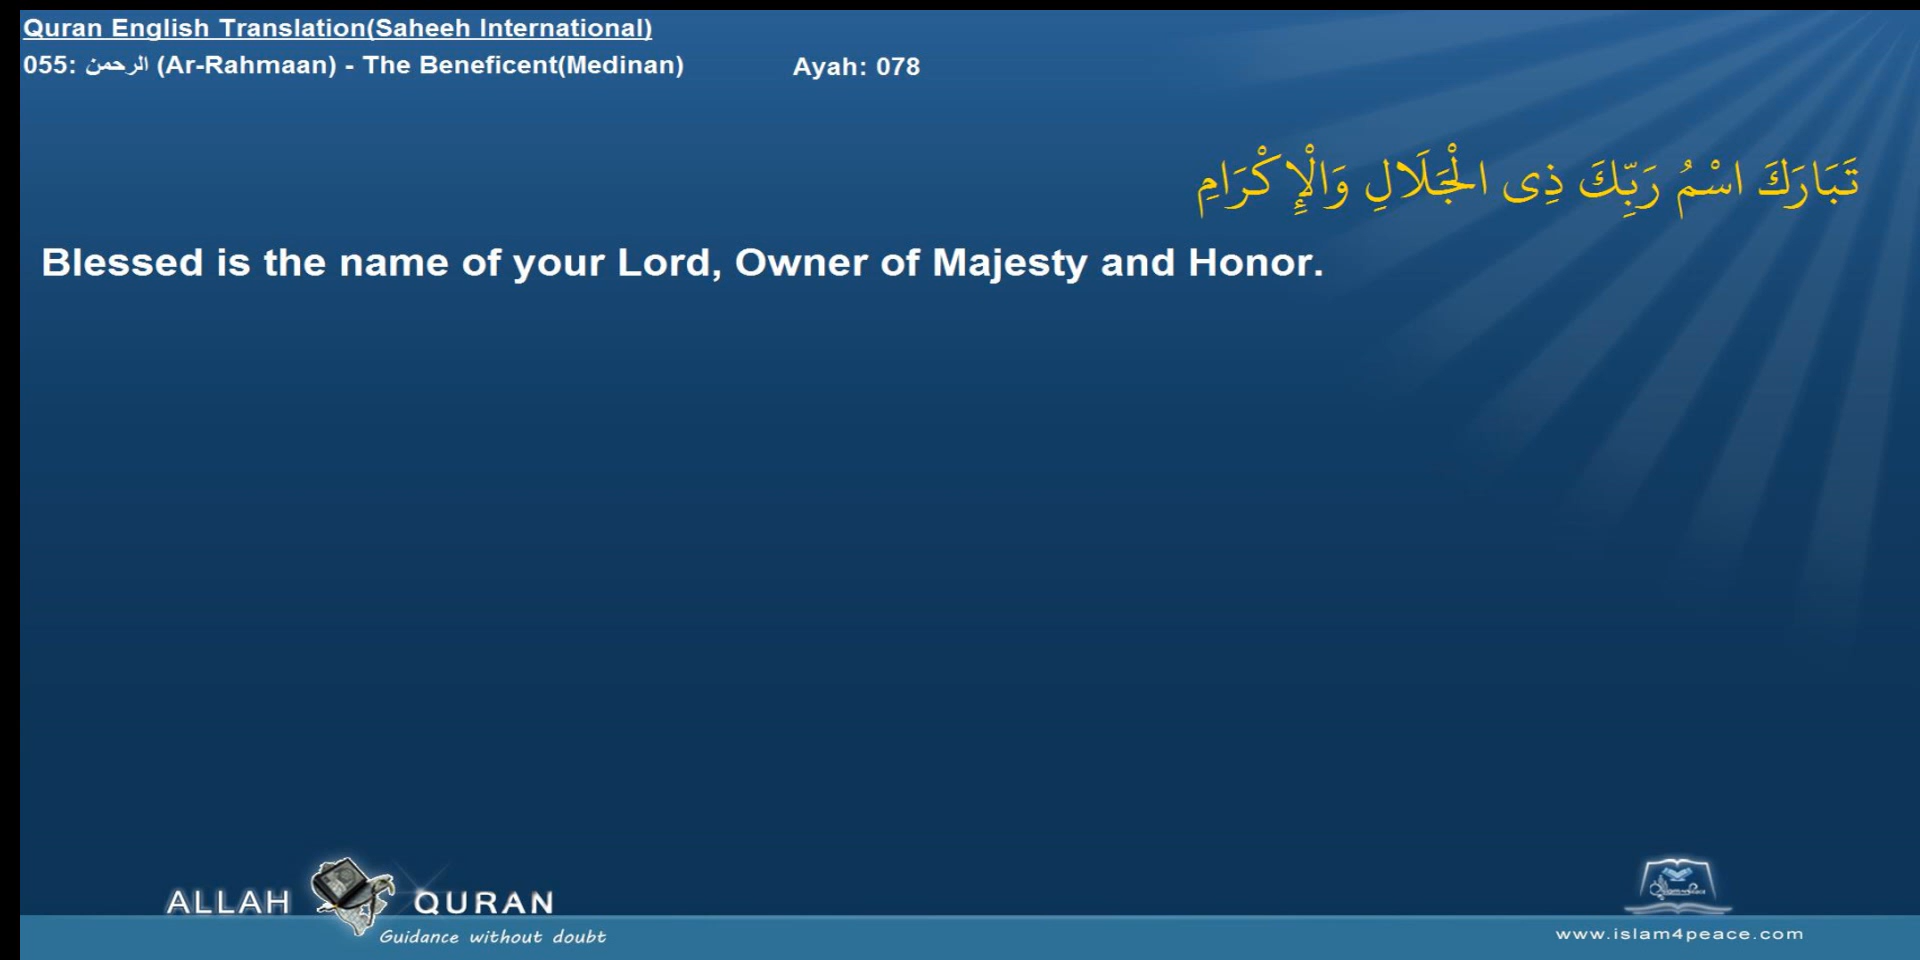 Quran English Translation(Saheeh International)
055: الرحمن (Ar-Rahmaan) - The Beneficent(Medinan) Ayah: 078
تَبَارَكَ اسْمُ رَبِّكَ ذِى الْجَلَالِ وَالْإِكْرَامِ
Blessed is the name of your Lord, Owner of Majesty and Honor.
ALLAH QURAN
Guidance without doubt
www.islam4peace.com